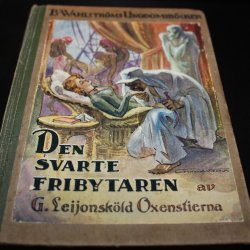 B. WAHLSTRÖMS UNGDOMSBÖCKER
DEN
SVARTE
FRIBYTAREN
av
G. Leijonsköld Oxenstierna